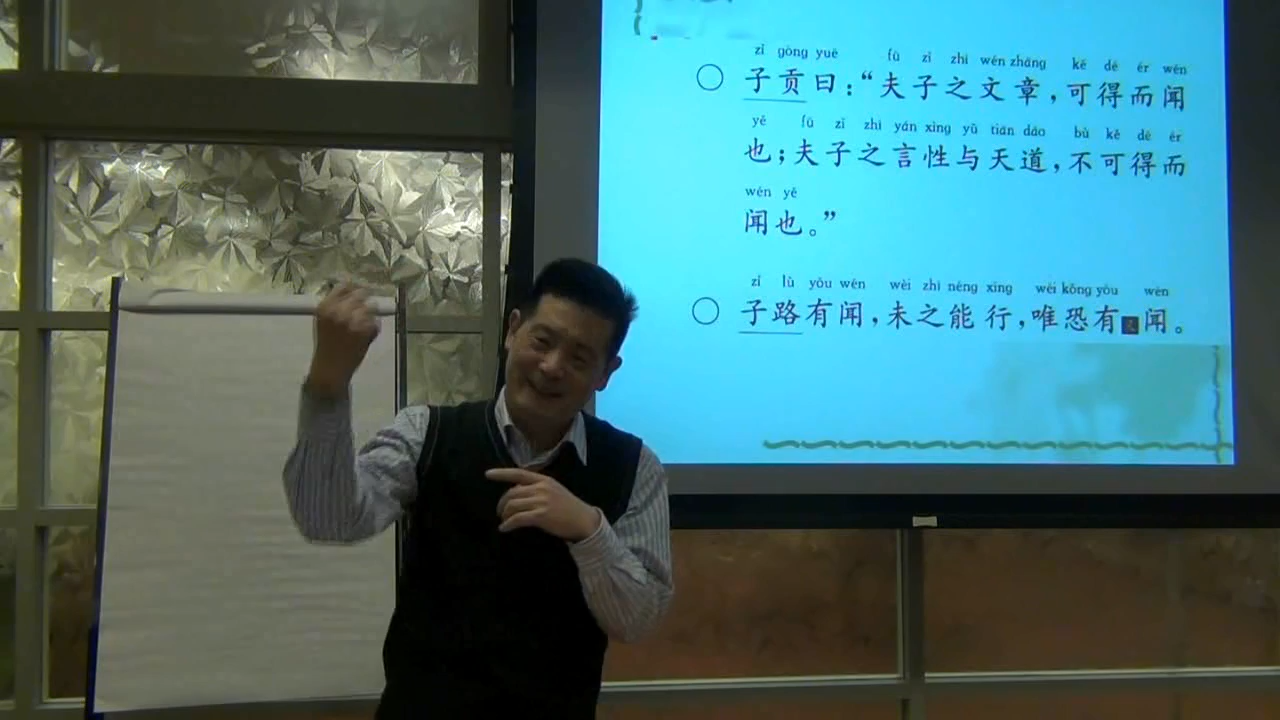 zǐ gòng yuē fū zǐ zhī wén zhāng kě dé ér wén
○ 子贡曰：“夫子之文章，可得而闻
yě fū zǐ zhī yán xìng yǔ tiān dào bù kě dé ér
也；夫子之言性与天道，不可得而
wén yě
闻也。”
zǐ lù yǒu wén wèi zhī néng xíng wéi kǒng yǒu wén
○ 子路有闻，未之能行，唯恐有闻。